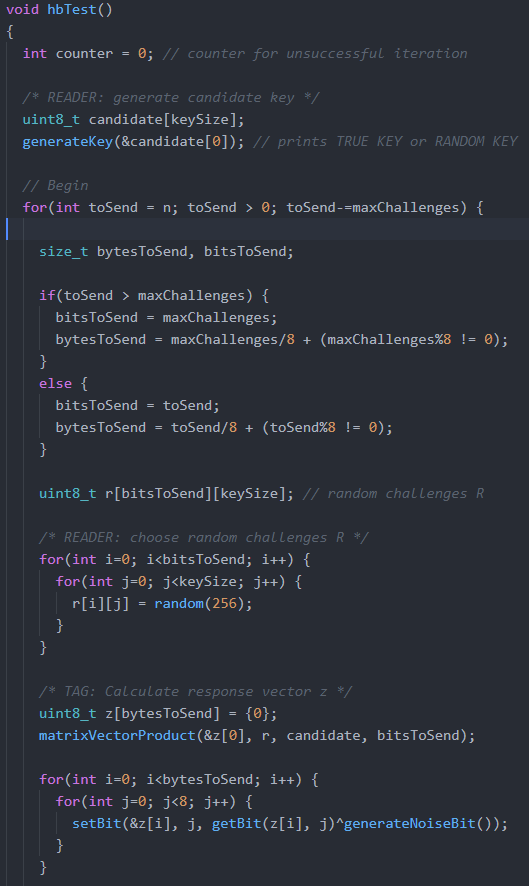 void hbTest()
{
  int counter = 0; // counter for unsuccessful iteration

  /* READER: generate candidate key */
  uint8_t candidate[keySize];
  generateKey(&candidate[0]); // prints TRUE KEY or RANDOM KEY

  // Begin
  for(int toSend = n; toSend > 0; toSend-=maxChallenges) {

    size_t bytesToSend, bitsToSend;

    if(toSend > maxChallenges) {
      bitsToSend = maxChallenges;
      bytesToSend = maxChallenges/8 + (maxChallenges%8 != 0);
    }
    else {
      bitsToSend = toSend;
      bytesToSend = toSend/8 + (toSend%8 != 0);
    }

    uint8_t r[bitsToSend][keySize]; // random challenges R

    /* READER: choose random challenges R */
    for(int i=0; i<bitsToSend; i++) {
      for(int j=0; j<keySize; j++) {
        r[i][j] = random(256);
      }
    }

    /* TAG: Calculate response vector z */
    uint8_t z[bytesToSend] = {0};
    matrixVectorProduct(&z[0], r, candidate, bitsToSend);

    for(int i=0; i<bytesToSend; i++) {
      for(int j=0; j<8; j++) {
        setBit(&z[i], j, getBit(z[i], j)^generateNoiseBit());
      }
    }